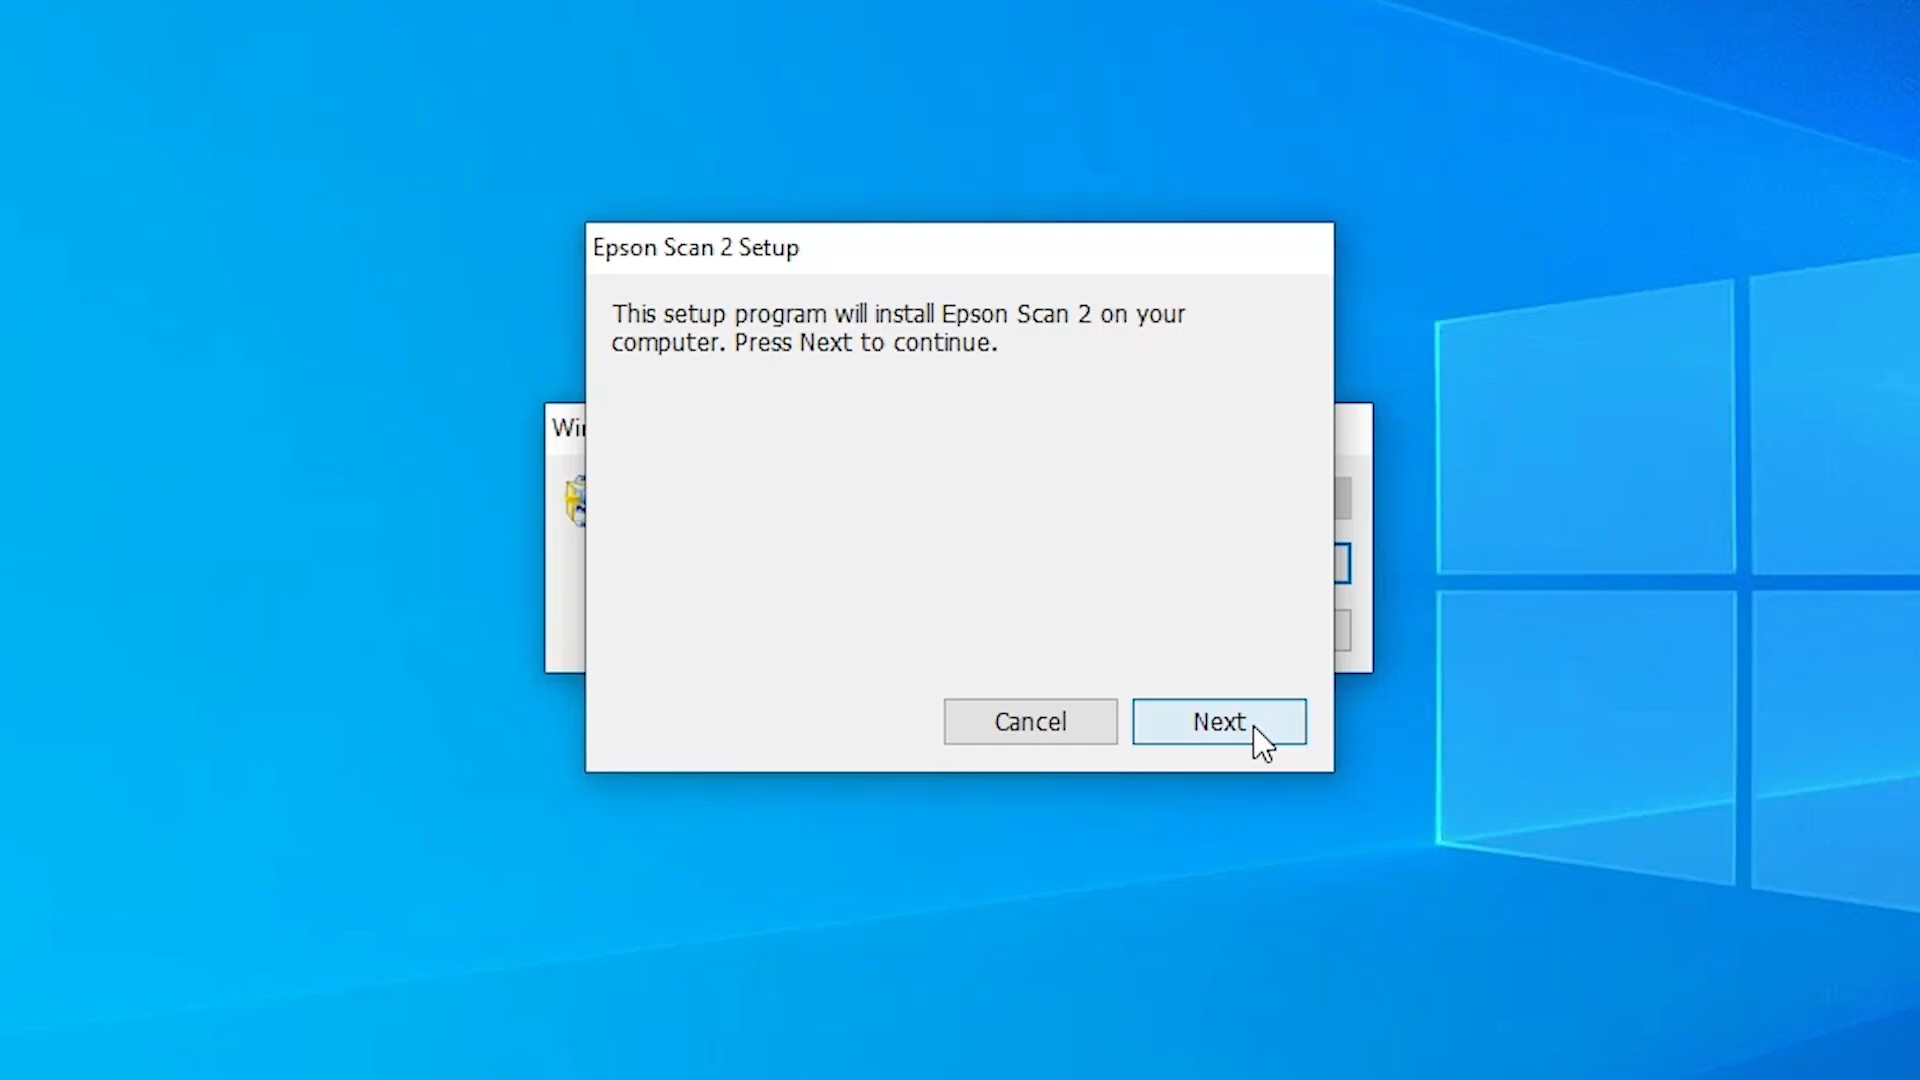 Epson Scan 2 Setup
This setup program will install Epson Scan 2 on your
computer. Press Next to continue.
Cancel
Next